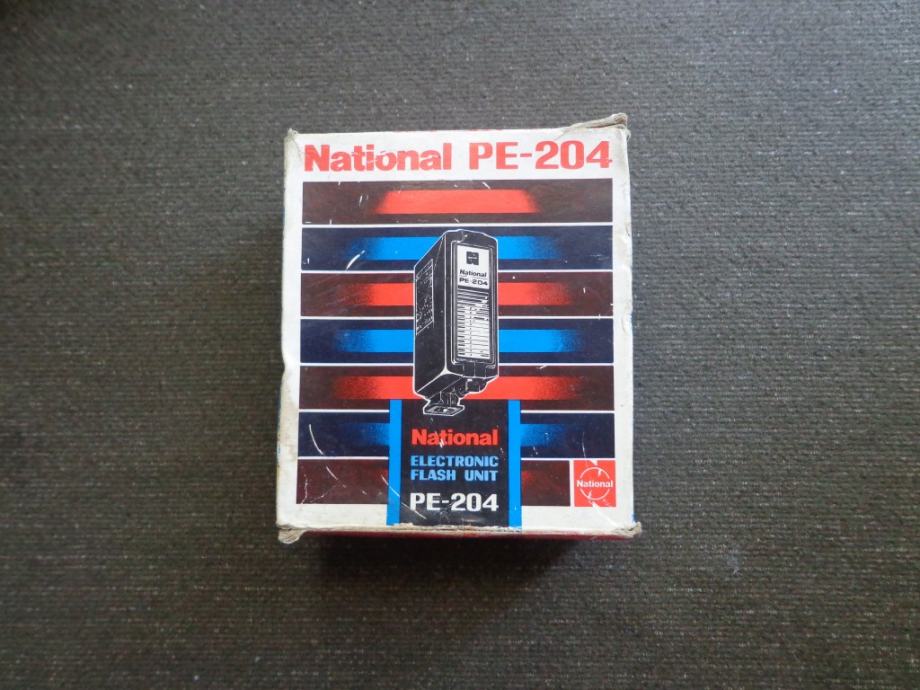 National PE-204
National
PE-204
National
ELECTRONIC
FLASH UNIT
PE-204
National